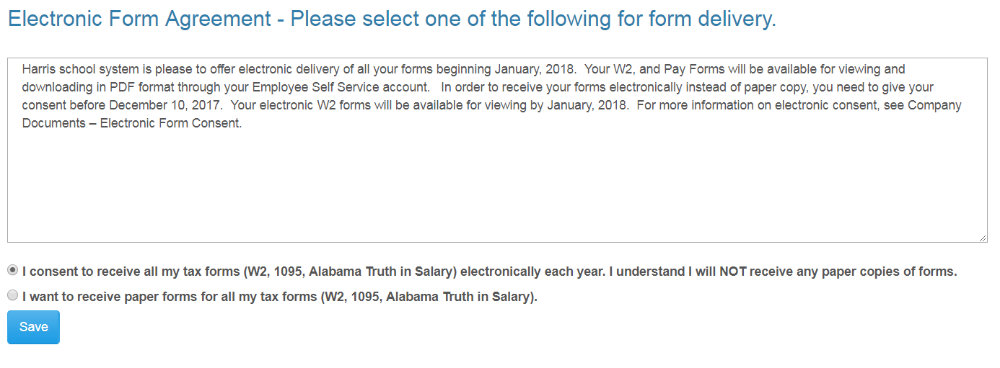 Electronic Form Agreement - Please select one of the following for form delivery.
Harris school system is please to offer electronic delivery of all your forms beginning January, 2018.  Your W2, and Pay Forms will be available for viewing and
downloading in PDF format through your Employee Self Service account.   In order to receive your forms electronically instead of paper copy, you need to give your
consent before December 10, 2017.  Your electronic W2 forms will be available for viewing by January, 2018.  For more information on electronic consent, see Company
Documents – Electronic Form Consent.
I consent to receive all my tax forms (W2, 1095, Alabama Truth in Salary) electronically each year. I understand I will NOT receive any paper copies of forms.
I want to receive paper forms for all my tax forms (W2, 1095, Alabama Truth in Salary).
Save